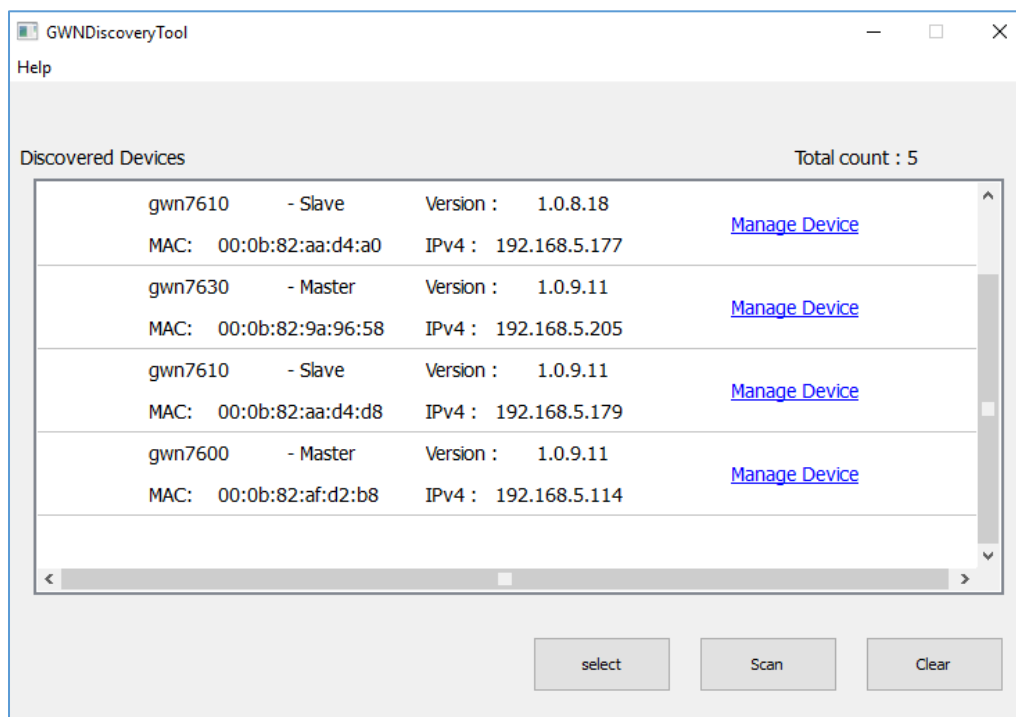 GWNDiscoveryTool
Help
Discovered Devices Total count : 5
gwn7610 - Slave Version : 1.0.8.18
Manage Device
MAC: 00:0b:82:aa:d4:a0 IPv4 : 192.168.5.177
gwn7630 - Master Version : 1.0.9.11
Manage Device
MAC: 00:0b:82:9a:96:58 IPv4 : 192.168.5.205
gwn7610 - Slave Version : 1.0.9.11
Manage Device
MAC: 00:0b:82:aa:d4:d8 IPv4 : 192.168.5.179
gwn7600 - Master Version : 1.0.9.11
Manage Device
MAC: 00:0b:82:af:d2:b8 IPv4 : 192.168.5.114
select Scan Clear